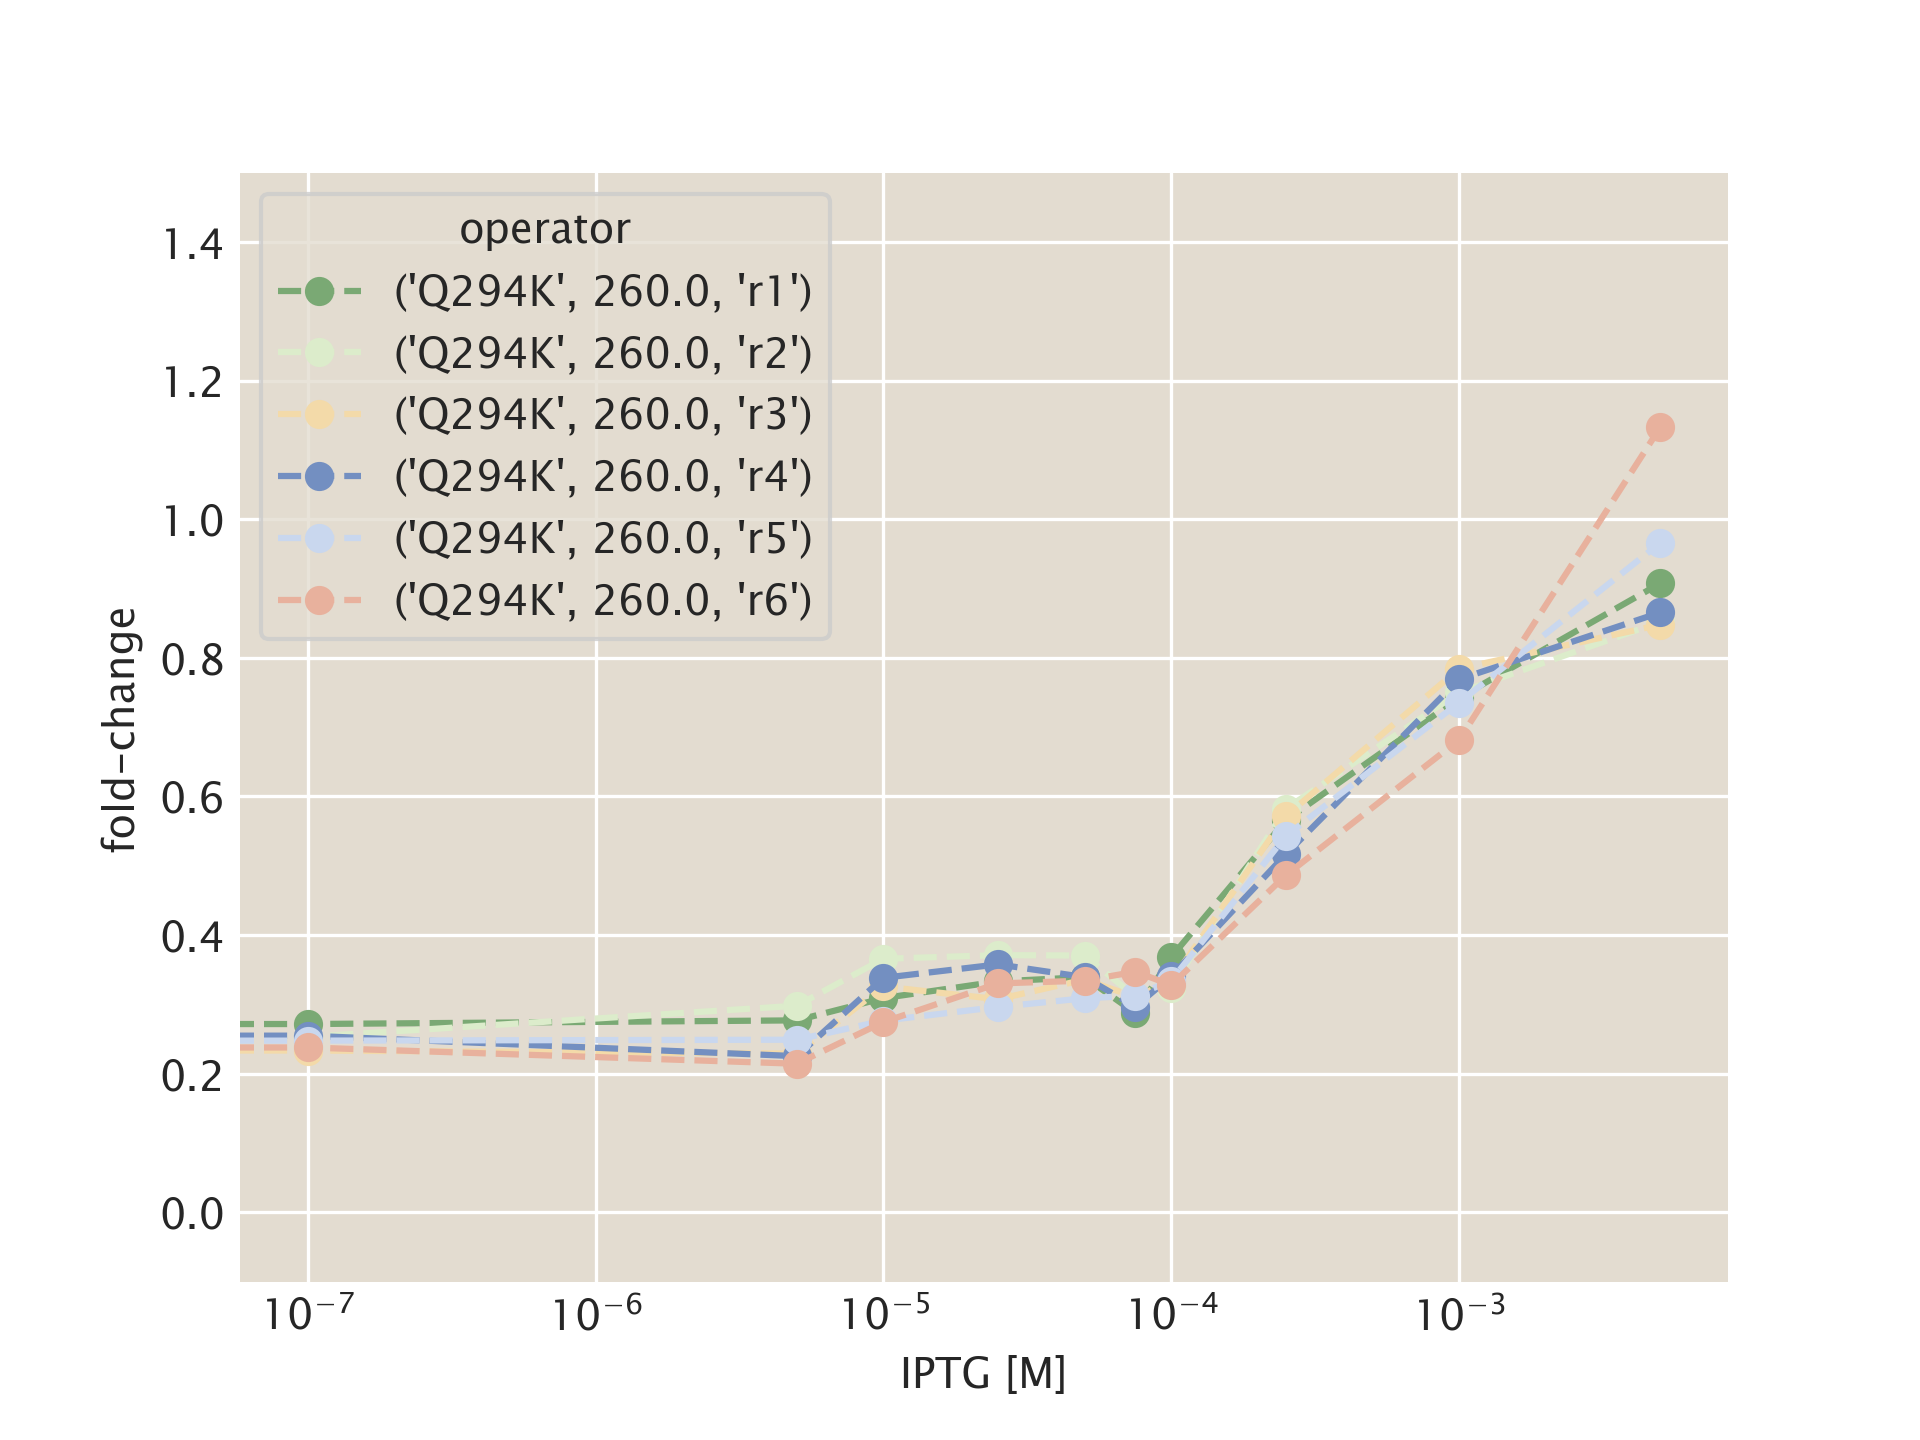 operator
('Q294K', 260.0, 'r1')
('Q294K', 260.0, 'r2')
('Q294K', 260.0, 'r3')
('Q294K', 260.0, 'r4')
('Q294K', 260.0, 'r5')
('Q294K', 260.0, 'r6')
1.4
1.2
1.0
0.8
0.6
0.4
0.2
0.0
fold-change
10⁻⁷ 10⁻⁶ 10⁻⁵ 10⁻⁴ 10⁻³
IPTG [M]